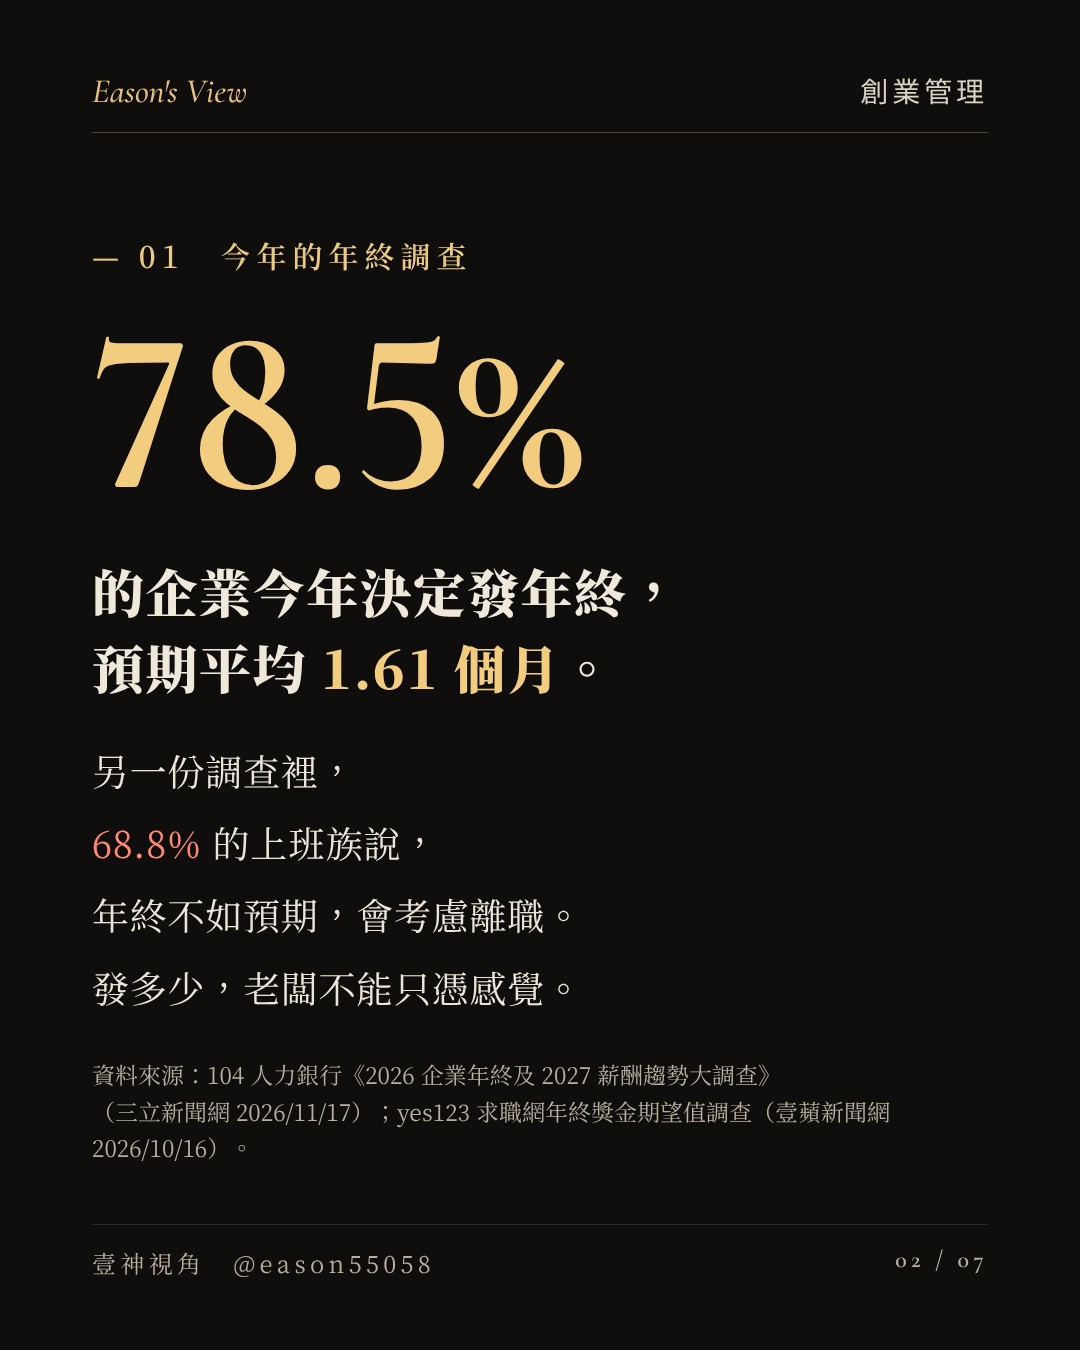 Eason's View
創業管理
— 01 今年的年終調查
78.5%
的企業今年決定發年終，
預期平均 1.61 個月。
另一份調查裡，
68.8% 的上班族說，
年終不如預期，會考慮離職。
發多少，老闆不能只憑感覺。
資料來源：104 人力銀行《2026 企業年終及 2027 薪酬趨勢大調查》
（三立新聞網 2026/11/17）；yes123 求職網年終獎金期望值調查（壹蘋新聞網
2026/10/16）。
壹神視角 @eason55058
02 / 07